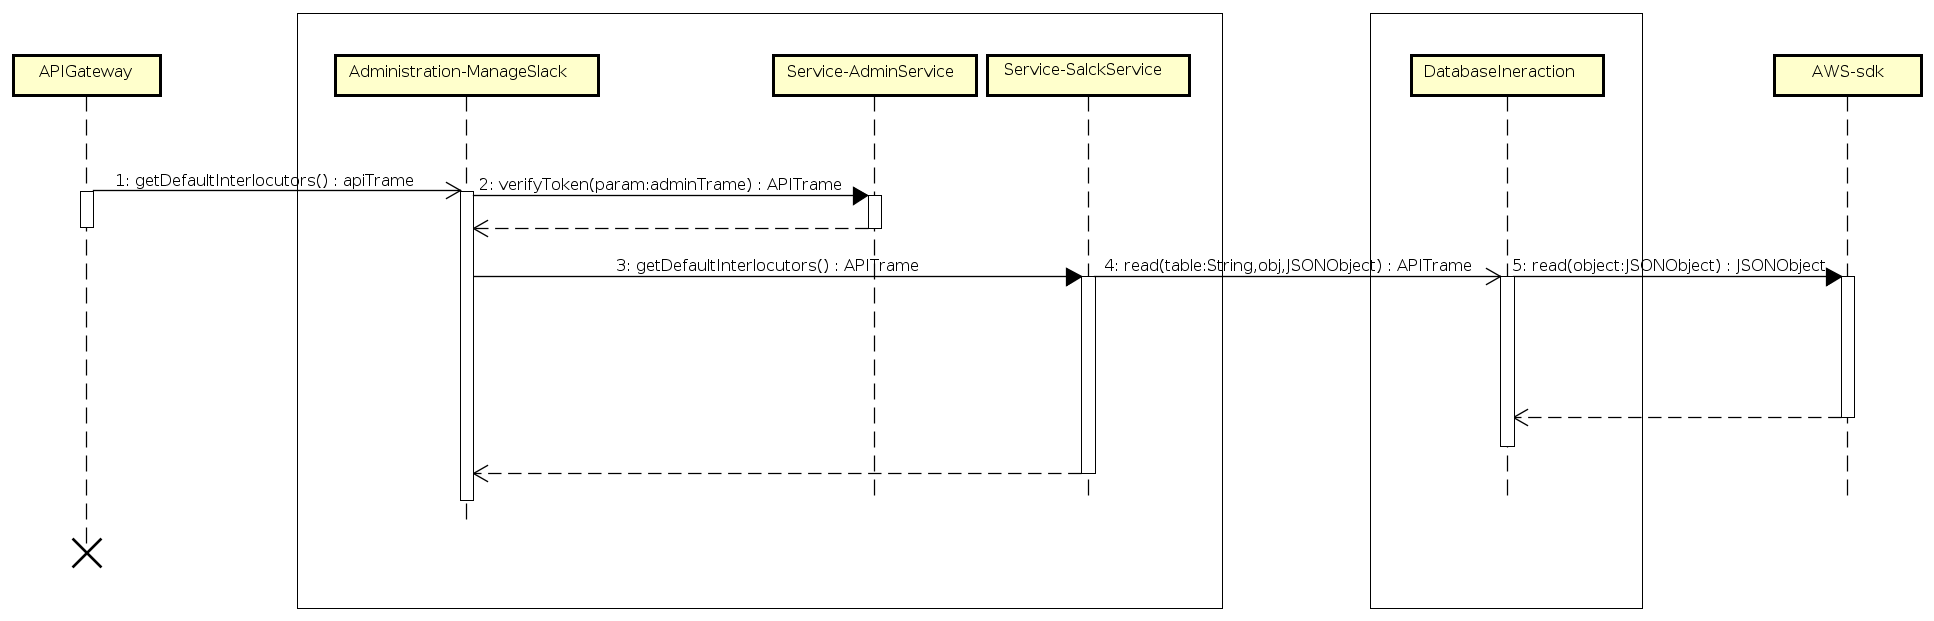 APIGateway
Administration-ManageSlack
Service-AdminService
Service-SalckService
DatabaseIneraction
AWS-sdk
1: getDefaultInterlocutors() : apiTrame
2: verifyToken(param:adminTrame) : APITrame
3: getDefaultInterlocutors() : APITrame
4: read(table:String,obj,JSONObject) : APITrame
5: read(object:JSONObject) : JSONObject